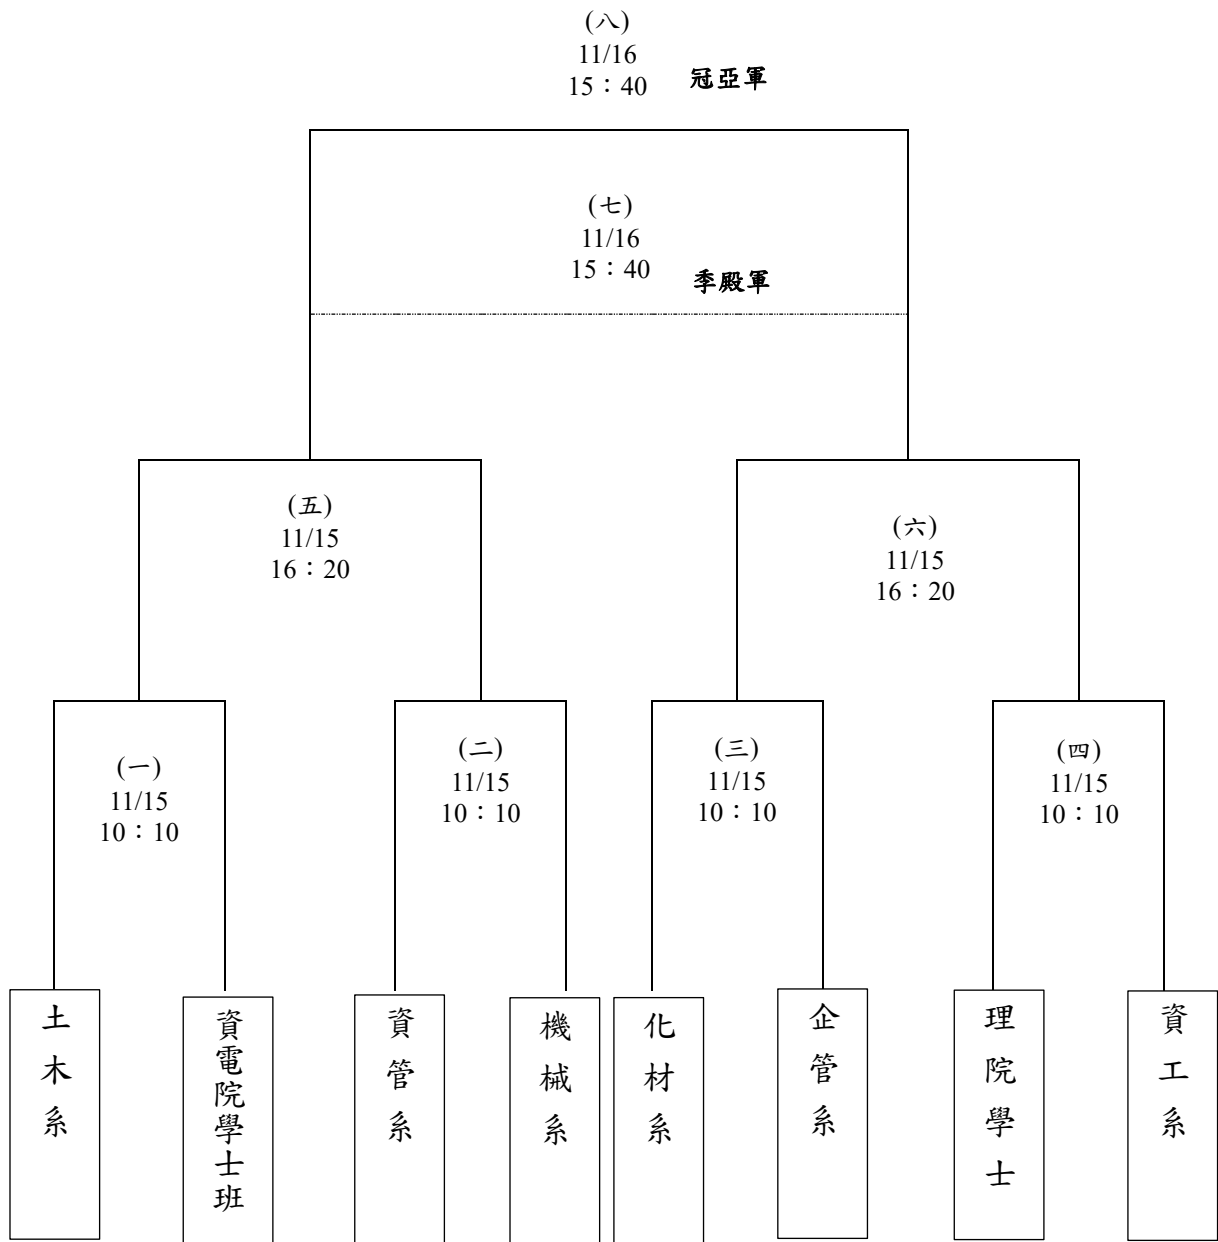 (八)
11/16
15：40
冠亞軍
(七)
11/16
15：40
季殿軍
(五)
11/15
16：20
(六)
11/15
16：20
(一)
11/15
10：10
(二)
11/15
10：10
(三)
11/15
10：10
(四)
11/15
10：10
土木系
資電院學士班
資管系
機械系
化材系
企管系
理院學士
資工系